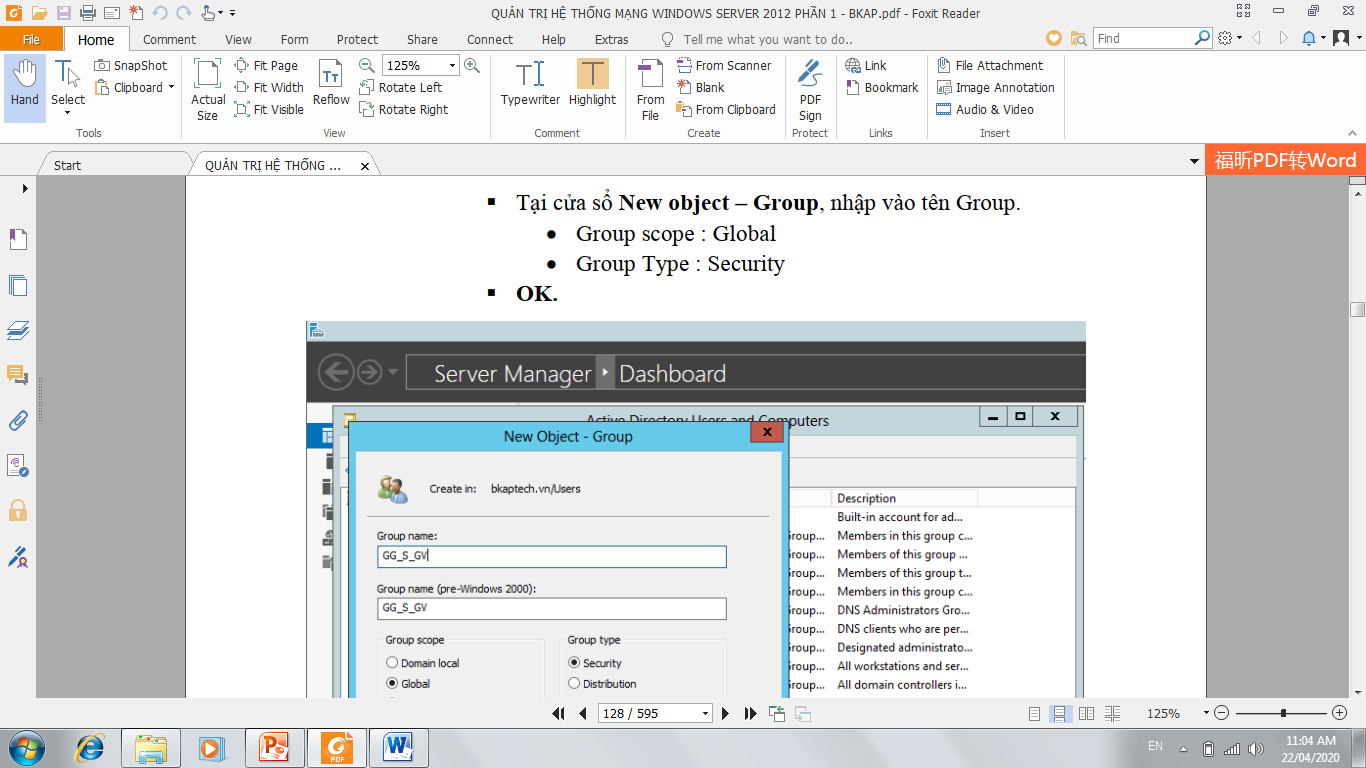 QUẢN TRỊ HỆ THỐNG MẠNG WINDOWS SERVER 2012 PHẦN 1 - BKAP.pdf - Foxit Reader
File Home Comment View Form Protect Share Connect Help Extras Tell me what you want to do.. Find
Hand
Select
SnapShot
Clipboard
Tools
Actual Size
Fit Page
Fit Width
Fit Visible
Reflow
125%
Rotate Left
Rotate Right
View
Typewriter
Highlight
Comment
From File
From Scanner
Blank
From Clipboard
Create
PDF Sign
Protect
Link
Bookmark
Links
File Attachment
Image Annotation
Audio & Video
Insert
Start
QUẢN TRỊ HỆ THỐNG ...
福昕PDF转Word
▪ Tại cửa sổ New object – Group, nhập vào tên Group.
• Group scope : Global
• Group Type : Security
▪ OK.
Server Manager Dashboard
Active Directory Users and Computers
New Object - Group
Create in: bkaptech.vn/Users
Group name:
GG_S_GV
Group name (pre-Windows 2000):
GG_S_GV
Group scope
Domain local
Global
Group type
Security
Distribution
Description
Built-in account for ad...
Group... Members in this group c...
Group... Members of this group ...
Group... Members of this group t...
Group... Members in this group c...
Group... DNS Administrators Gro...
Group... DNS clients who are per...
Group... Designated administrato...
Group... All workstations and ser...
Group... All domain controllers i...
128 / 595
125%
PDF
EN
11:04 AM
22/04/2020